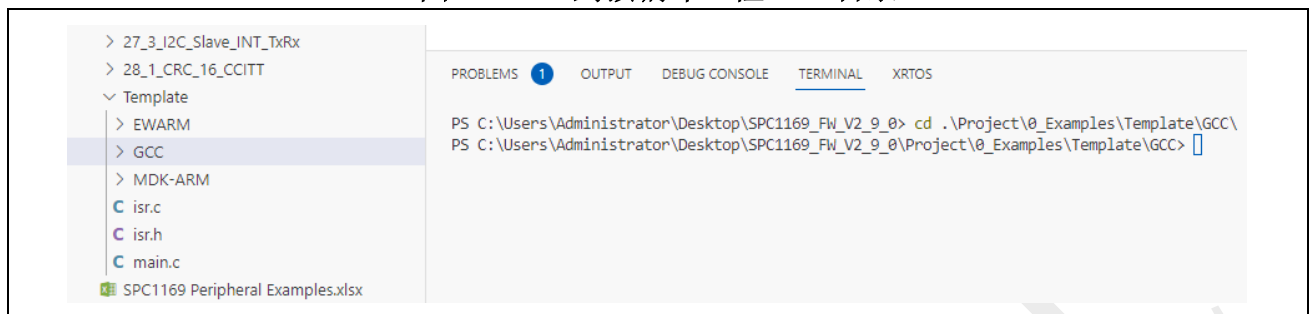 27_3_I2C_Slave_INT_TxRx
28_1_CRC_16_CCITT
Template
EWARM
GCC
MDK-ARM
C isr.c
C isr.h
C main.c
SPC1169 Peripheral Examples.xlsx
PROBLEMS 1 OUTPUT DEBUG CONSOLE TERMINAL XRTOS
PS C:\Users\Administrator\Desktop\SPC1169_FW_V2_9_0> cd .\Project\0_Examples\Template\GCC\
PS C:\Users\Administrator\Desktop\SPC1169_FW_V2_9_0\Project\0_Examples\Template\GCC>